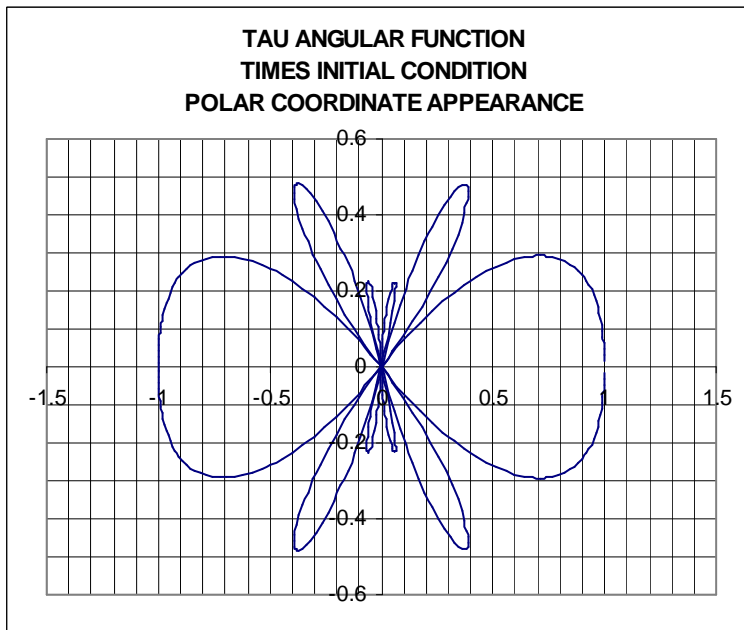 TAU ANGULAR FUNCTION
TIMES INITIAL CONDITION
POLAR COORDINATE APPEARANCE
0.6
0.4
0.2
0
-1.5 -1 -0.5 0 0.5 1 1.5
-0.2
-0.4
-0.6